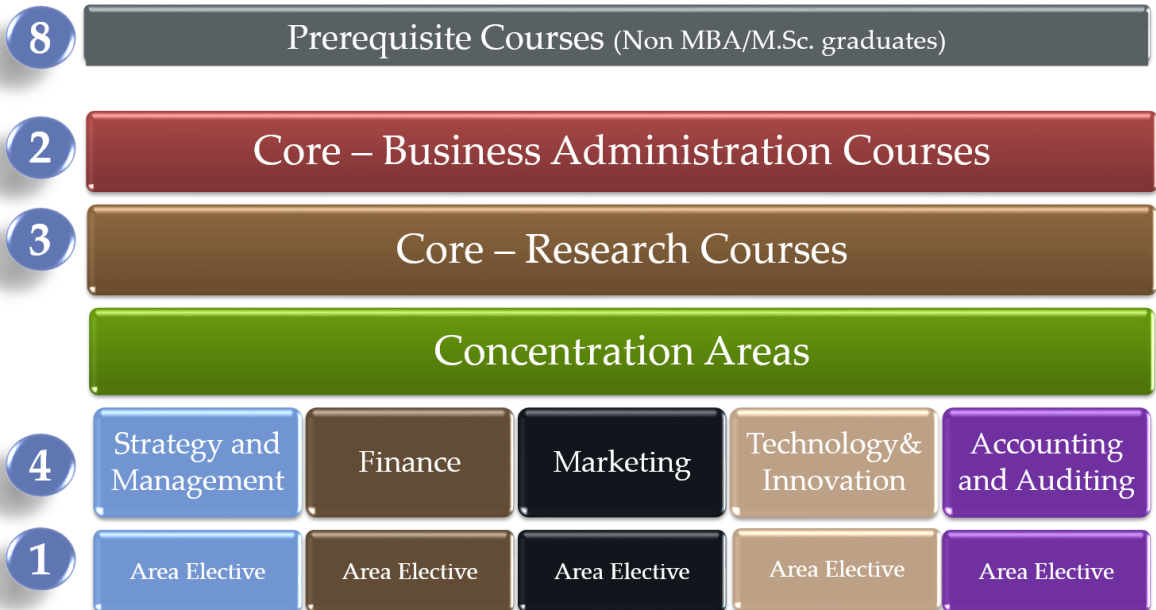 8
Prerequisite Courses (Non MBA/M.Sc. graduates)
2
Core – Business Administration Courses
3
Core – Research Courses
Concentration Areas
4
Strategy and
Management
Finance
Marketing
Technology&
Innovation
Accounting
and Auditing
1
Area Elective
Area Elective
Area Elective
Area Elective
Area Elective